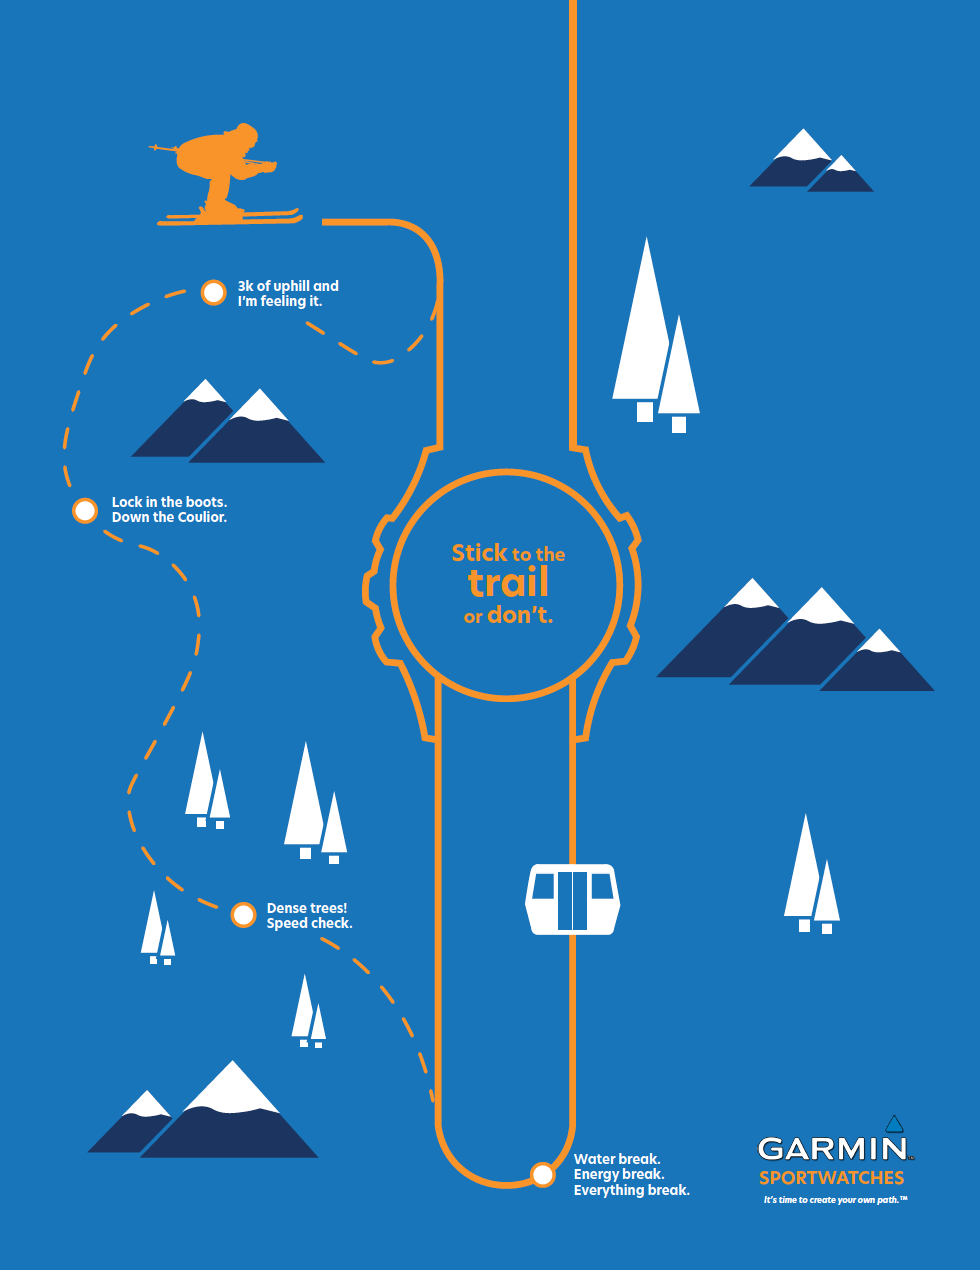 3k of uphill and
I'm feeling it.
Lock in the boots.
Down the Coulior.
Stick to the
trail
or don't.
Dense trees!
Speed check.
Water break.
Energy break.
Everything break.
GARMIN
SPORTWATCHES
It's time to create your own path.™